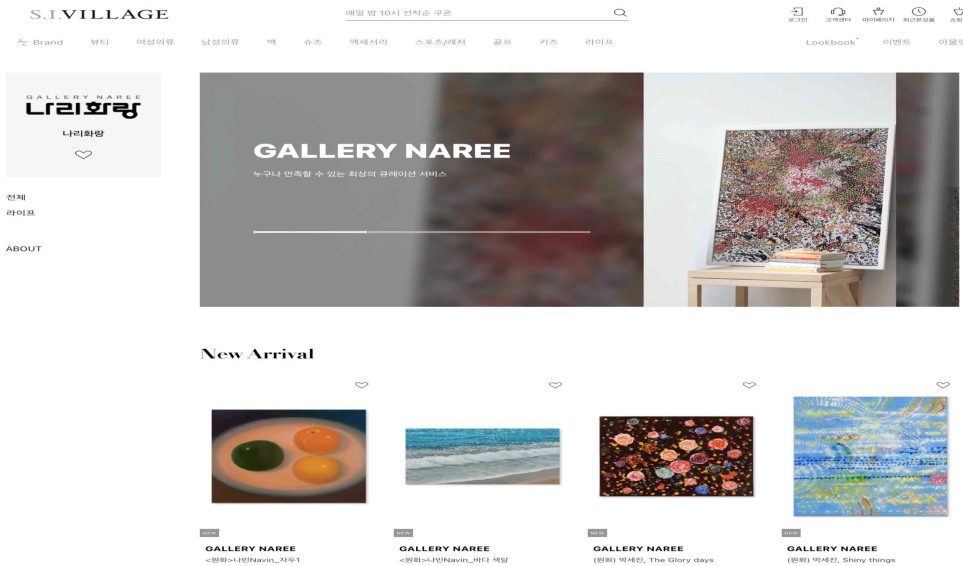 S.I.VILLAGE
매일 밤 10시 선착순 쿠폰
로그인 고객센터 마이페이지 최근본상품 쇼핑
Brand 뷰티 여성의류 남성의류 백 슈즈 액세서리 스포츠/레저 골프 키즈 라이프 Lookbook+ 이벤트 아울렛
GALLERY NAREE
나리화랑
나리화랑
전체
라이프
ABOUT
GALLERY NAREE
누구나 만족할 수 있는 최상의 큐레이션 서비스
New Arrival
NEW NEW NEW NEW
GALLERY NAREE GALLERY NAREE GALLERY NAREE GALLERY NAREE
<원화>나빈Navin_자두1 <원화>나빈Navin_바다 색달 (원화) 박세진, The Glory days (원화) 박세진, Shiny things